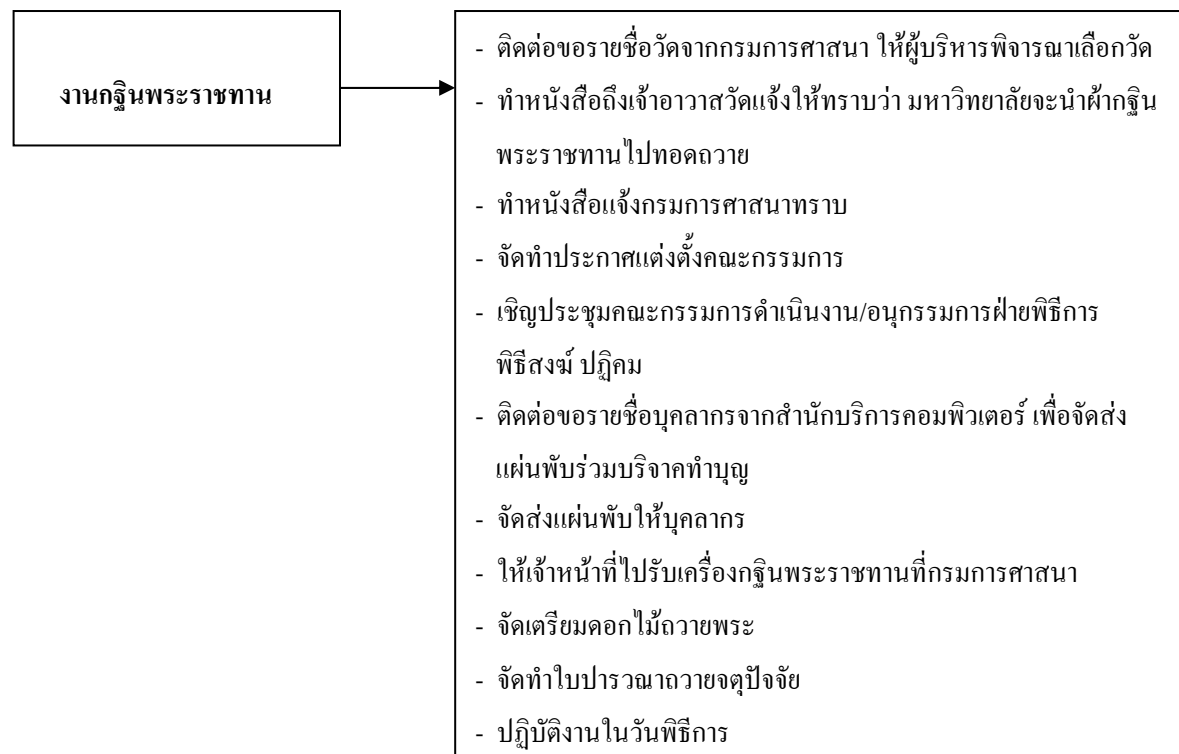 งานกฐินพระราชทาน
- ติดต่อขอรายชื่อวัดจากกรมการศาสนา ให้ผู้บริหารพิจารณาเลือกวัด
- ทำหนังสือถึงเจ้าอาวาสวัดแจ้งให้ทราบว่า มหาวิทยาลัยจะนำผ้ากฐิน
พระราชทานไปทอดถวาย
- ทำหนังสือแจ้งกรมการศาสนาทราบ
- จัดทำประกาศแต่งตั้งคณะกรรมการ
- เชิญประชุมคณะกรรมการดำเนินงาน/อนุกรรมการฝ่ายพิธีการ
พิธีสงฆ์ ปฏิคม
- ติดต่อขอรายชื่อบุคลากรจากสำนักบริการคอมพิวเตอร์ เพื่อจัดส่ง
แผ่นพับร่วมบริจาคทำบุญ
- จัดส่งแผ่นพับให้บุคลากร
- ให้เจ้าหน้าที่ไปรับเครื่องกฐินพระราชทานที่กรมการศาสนา
- จัดเตรียมดอกไม้ถวายพระ
- จัดทำใบปารวณาถวายจตุปัจจัย
- ปฏิบัติงานในวันพิธีการ